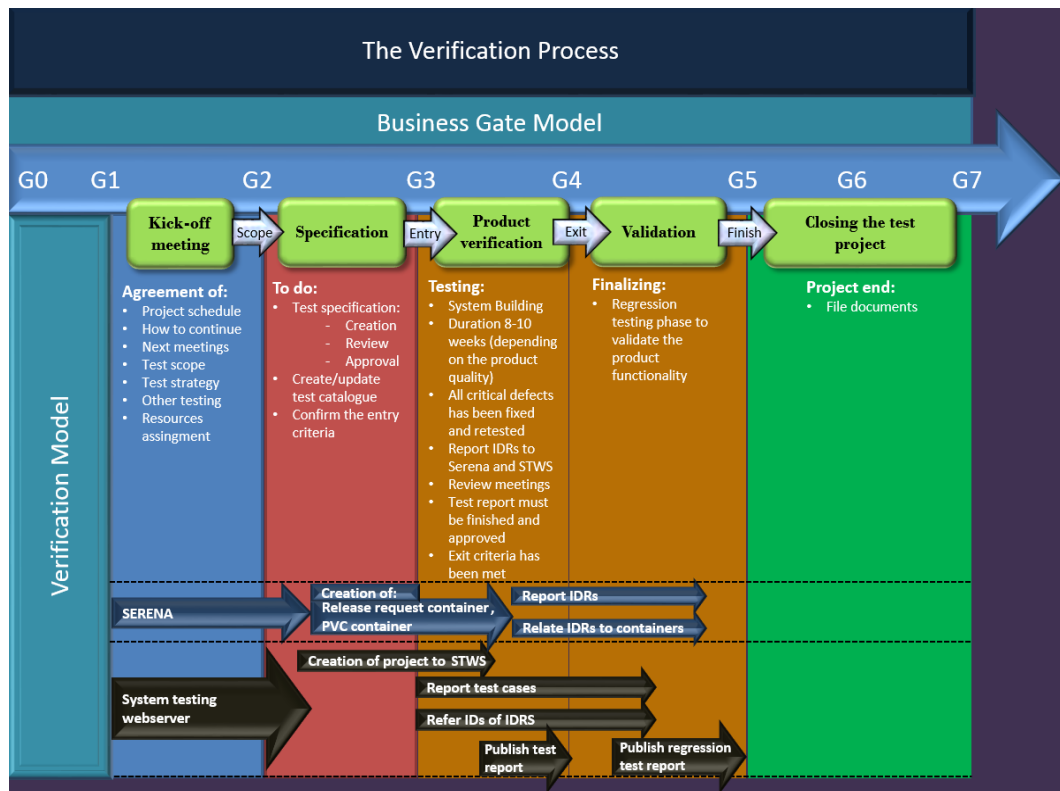 The Verification Process
Business Gate Model
G0 G1 G2 G3 G4 G5 G6 G7
Verification Model
Kick-off
meeting
Scope
Specification
Entry
Product
verification
Exit
Validation
Finish
Closing the test
project
Agreement of:
• Project schedule
• How to continue
• Next meetings
• Test scope
• Test strategy
• Other testing
• Resources
assingment
To do:
• Test specification:
- Creation
- Review
- Approval
• Create/update
test catalogue
• Confirm the entry
criteria
Testing:
• System Building
• Duration 8-10
weeks (depending
on the product
quality)
• All critical defects
has been fixed
and retested
• Report IDRs to
Serena and STWS
• Review meetings
• Test report must
be finished and
approved
• Exit criteria has
been met
Finalizing:
• Regression
testing phase to
validate the
product
functionality
Project end:
• File documents
SERENA
Creation of:
Release request container ,
PVC container
Report IDRs
Relate IDRs to containers
System testing
webserver
Creation of project to STWS
Report test cases
Refer IDs of IDRS
Publish test
report
Publish regression
test report